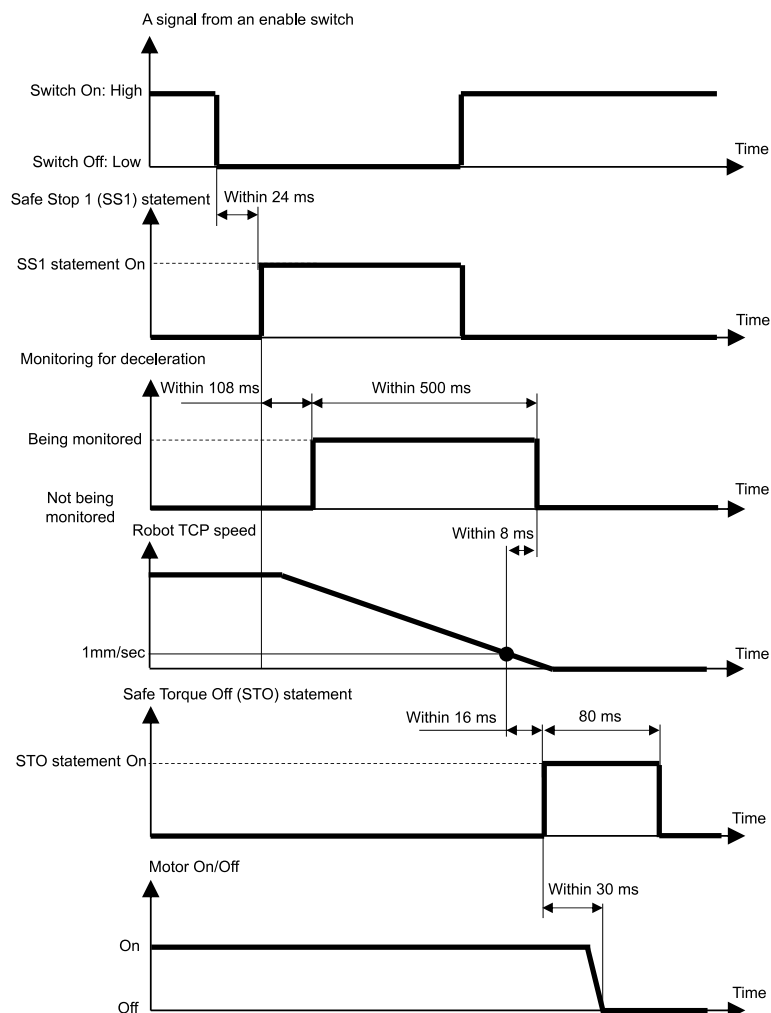 A signal from an enable switch
Switch On: High
Switch Off: Low
Time
Within 24 ms
Safe Stop 1 (SS1) statement
SS1 statement On
Time
Monitoring for deceleration
Within 108 ms
Within 500 ms
Being monitored
Not being
monitored
Time
Robot TCP speed
Within 8 ms
1mm/sec
Time
Safe Torque Off (STO) statement
Within 16 ms
80 ms
STO statement On
Time
Motor On/Off
Within 30 ms
On
Off
Time